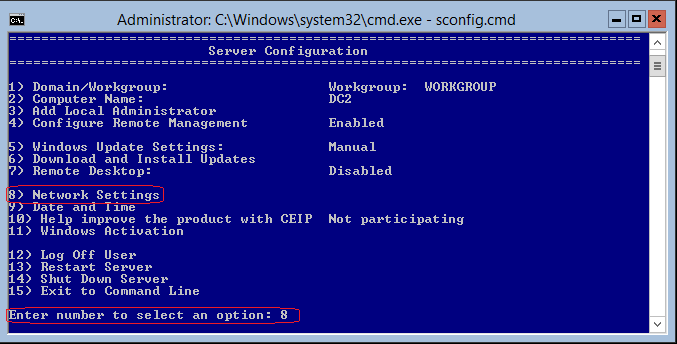 Administrator: C:\Windows\system32\cmd.exe - sconfig.cmd
===============================================================================
Server Configuration
===============================================================================
1) Domain/Workgroup: Workgroup: WORKGROUP
2) Computer Name: DC2
3) Add Local Administrator
4) Configure Remote Management Enabled
5) Windows Update Settings: Manual
6) Download and Install Updates
7) Remote Desktop: Disabled
8) Network Settings
9) Date and Time
10) Help improve the product with CEIP Not participating
11) Windows Activation
12) Log Off User
13) Restart Server
14) Shut Down Server
15) Exit to Command Line
Enter number to select an option: 8